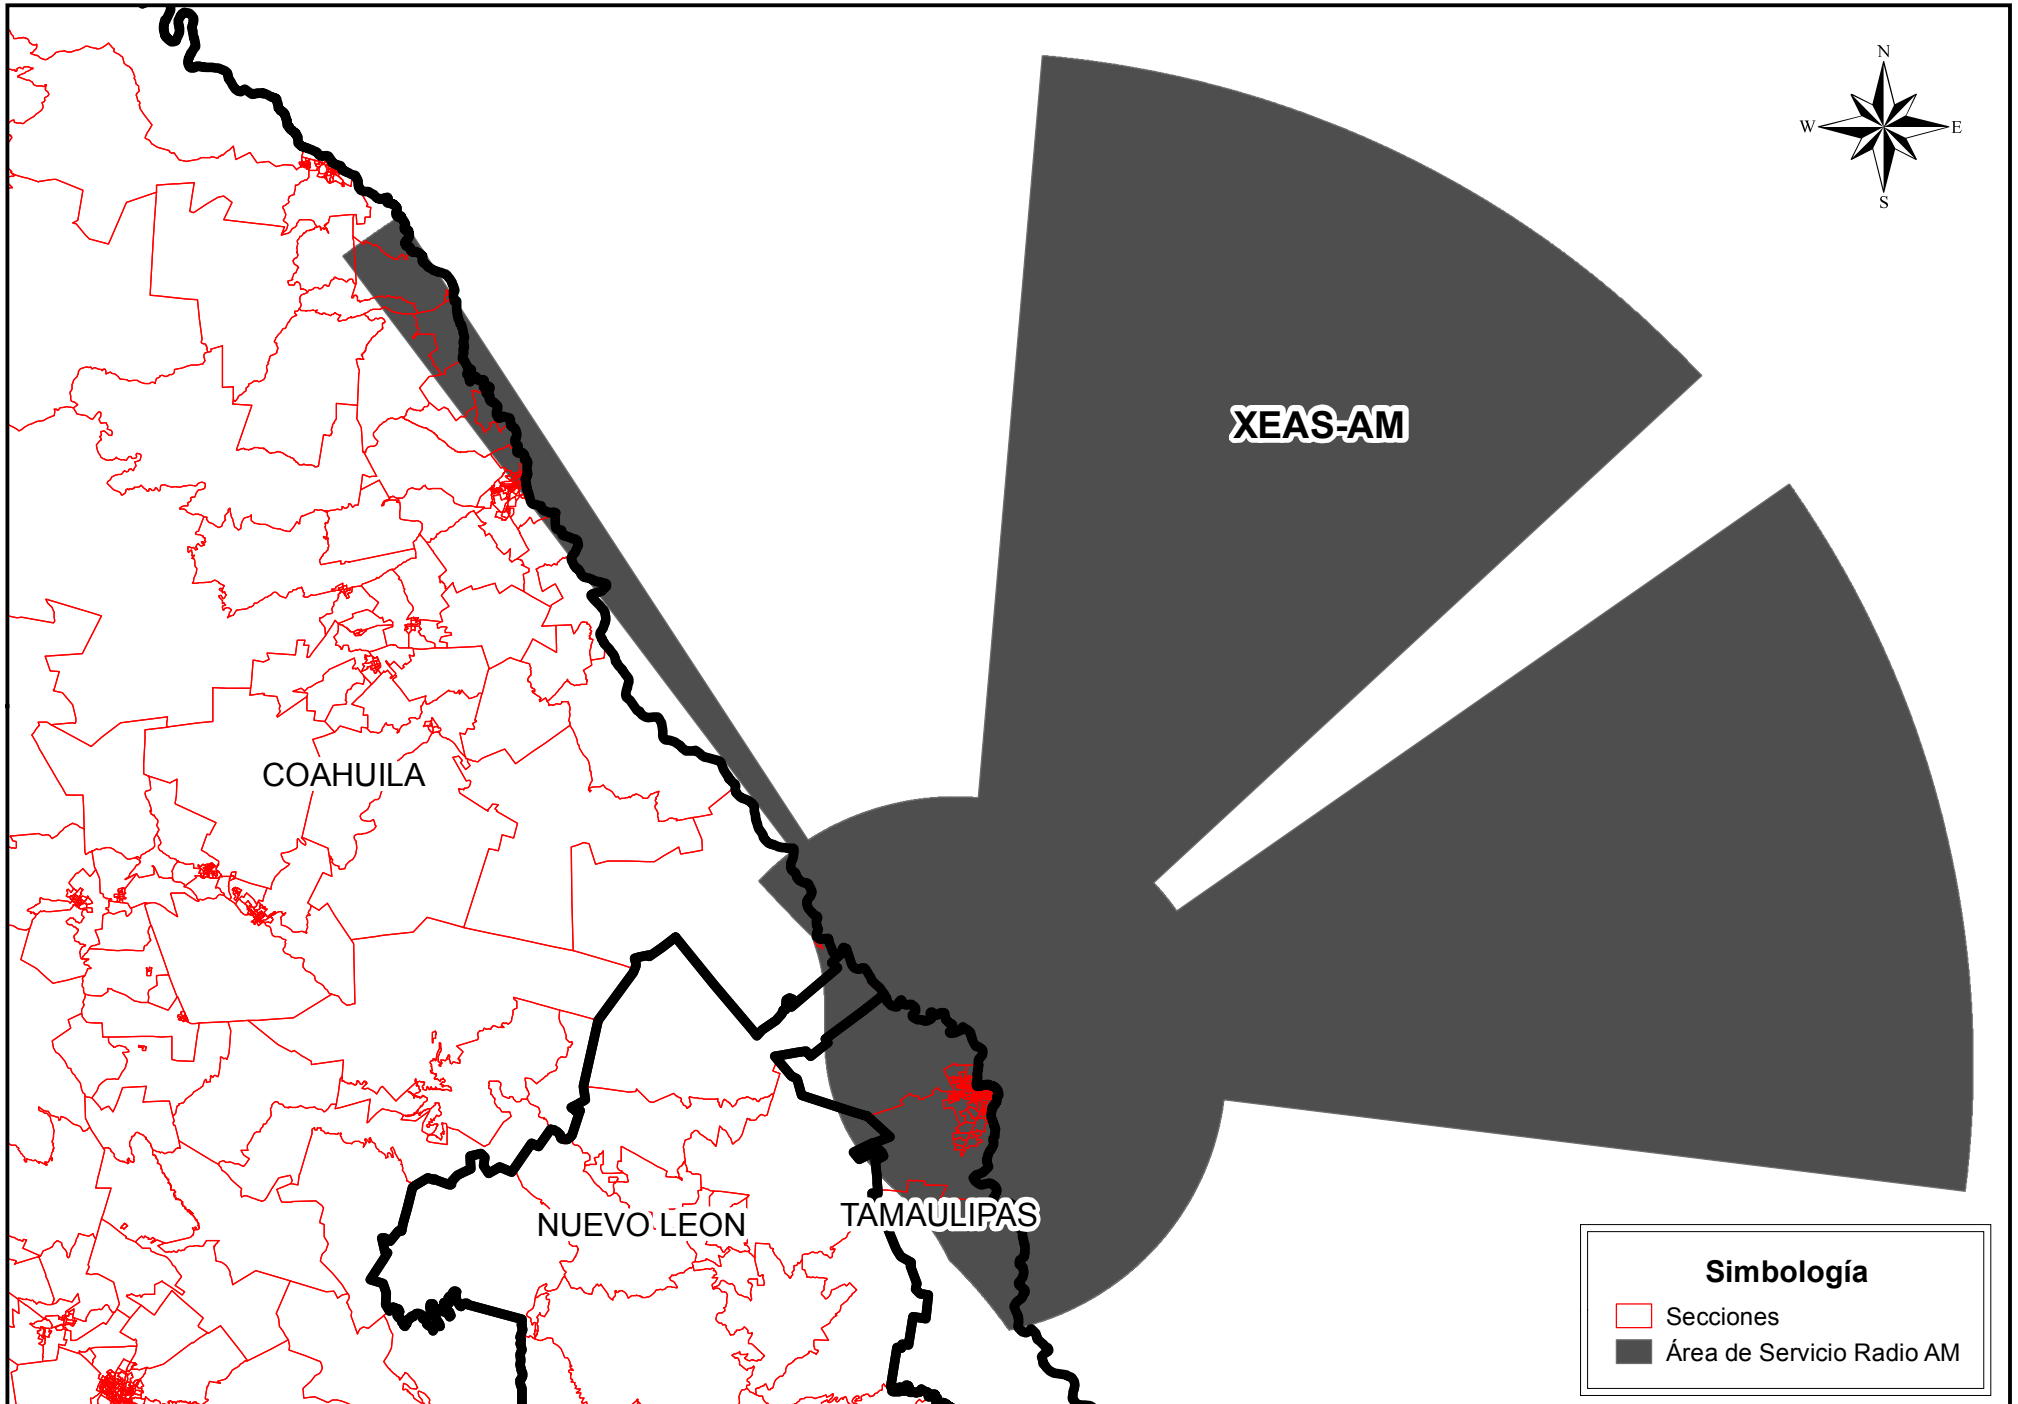 N
W E
S
XEAS-AM
COAHUILA
NUEVO LEON
TAMAULIPAS
Simbología
Secciones
Área de Servicio Radio AM